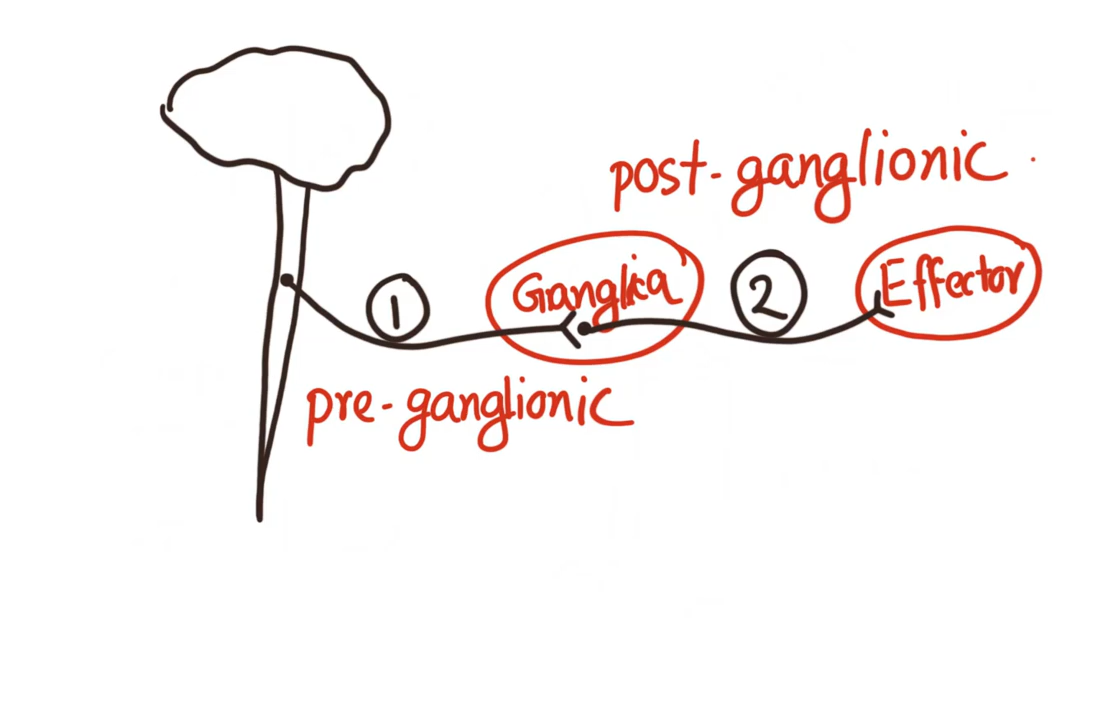 post-ganglionic
Ganglia
Effector
1
2
pre-ganglionic